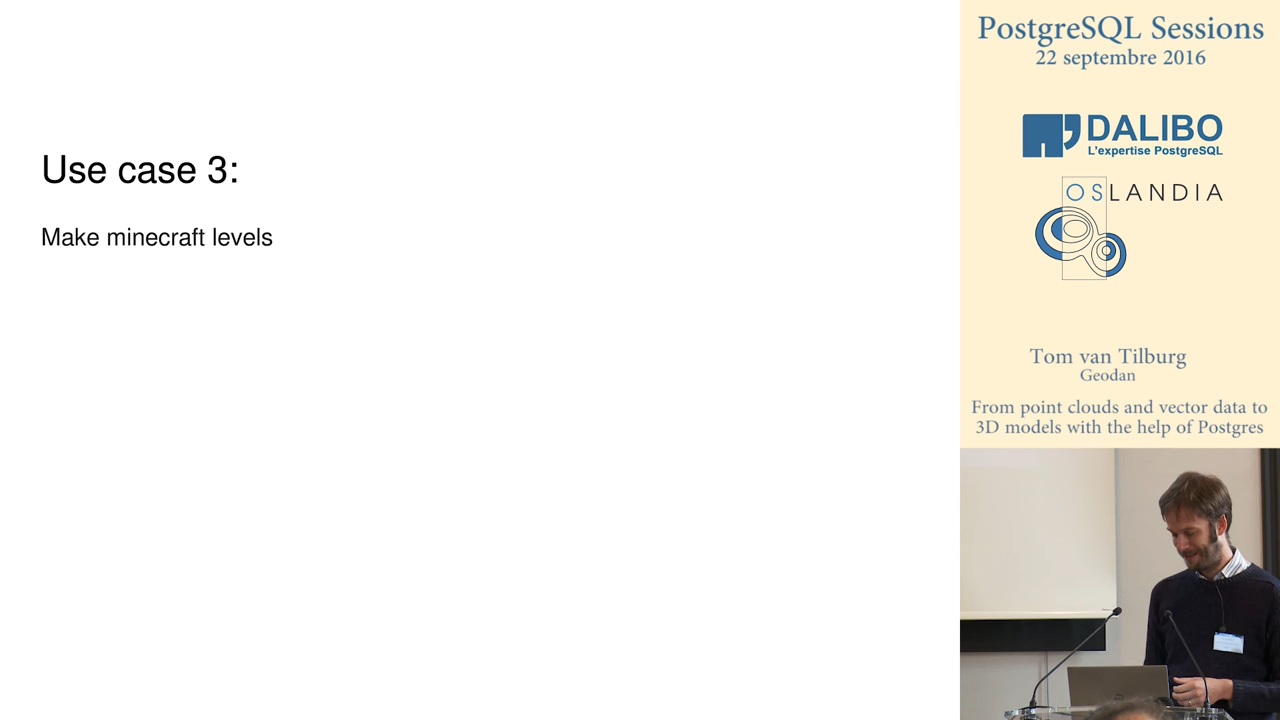 Use case 3:
Make minecraft levels
PostgreSQL Sessions
22 septembre 2016
DALIBO
L'expertise PostgreSQL
OSLANDIA
Tom van Tilburg
Geodan
From point clouds and vector data to
3D models with the help of Postgres